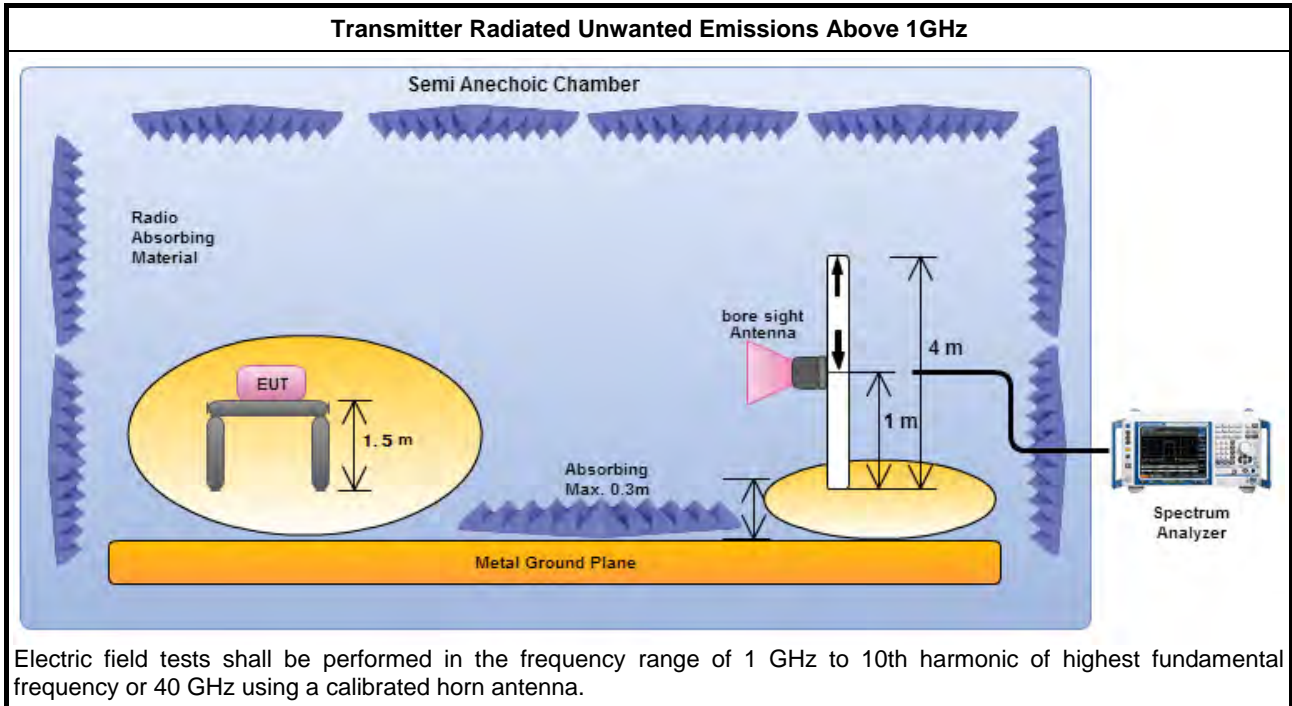 Transmitter Radiated Unwanted Emissions Above 1GHz
Semi Anechoic Chamber
Radio
Absorbing
Material
bore sight
Antenna
4 m
EUT
1.5 m
1 m
Absorbing
Max. 0.3m
Spectrum
Analyzer
Metal Ground Plane
Electric field tests shall be performed in the frequency range of 1 GHz to 10th harmonic of highest fundamental
frequency or 40 GHz using a calibrated horn antenna.